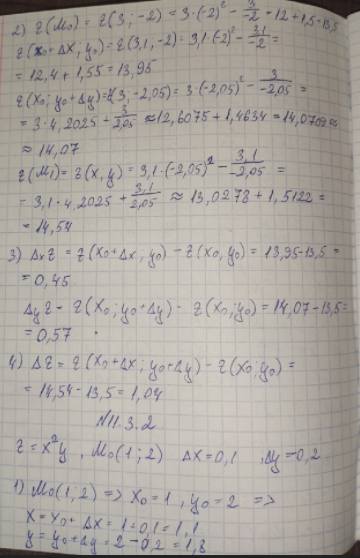 2) z(M₀) = z(3; -2) = 3·(-2)² - 3/-2 = 12 + 1,5 = 13,5
z(x₀+Δx; y₀) = z(3,1; -2) = 3,1·(-2)² - 3,1/-2 =
= 12,4 + 1,55 = 13,95
z(x₀; y₀+Δy) = z(3; -2,05) = 3·(-2,05)² - 3/-2,05 =
= 3·4,2025 + 3/2,05 ≈ 12,6075 + 1,4634 = 14,0709 ≈
≈ 14,07
z(M₁) = z(x, y) = 3,1·(-2,05)² - 3,1/-2,05 =
= 3,1·4,2025 + 3,1/2,05 ≈ 13,0278 + 1,5122 =
= 14,54
3) Δₓz = z(x₀+Δx; y₀) - z(x₀, y₀) = 13,95 - 13,5 =
= 0,45
Δyz = z(x₀; y₀+Δy) - z(x₀; y₀) = 14,07 - 13,5 =
= 0,57
4) Δz = z(x₀+Δx; y₀+Δy) - z(x₀; y₀) =
= 14,54 - 13,5 = 1,04
N11.3.2
z = x²y, M₀(1; 2) Δx = 0,1, Δy = -0,2
1) M₀(1; 2) => x₀ = 1, y₀ = 2 =>
x = x₀ + Δx = 1 + 0,1 = 1,1
y = y₀ + Δy = 2 - 0,2 = 1,8